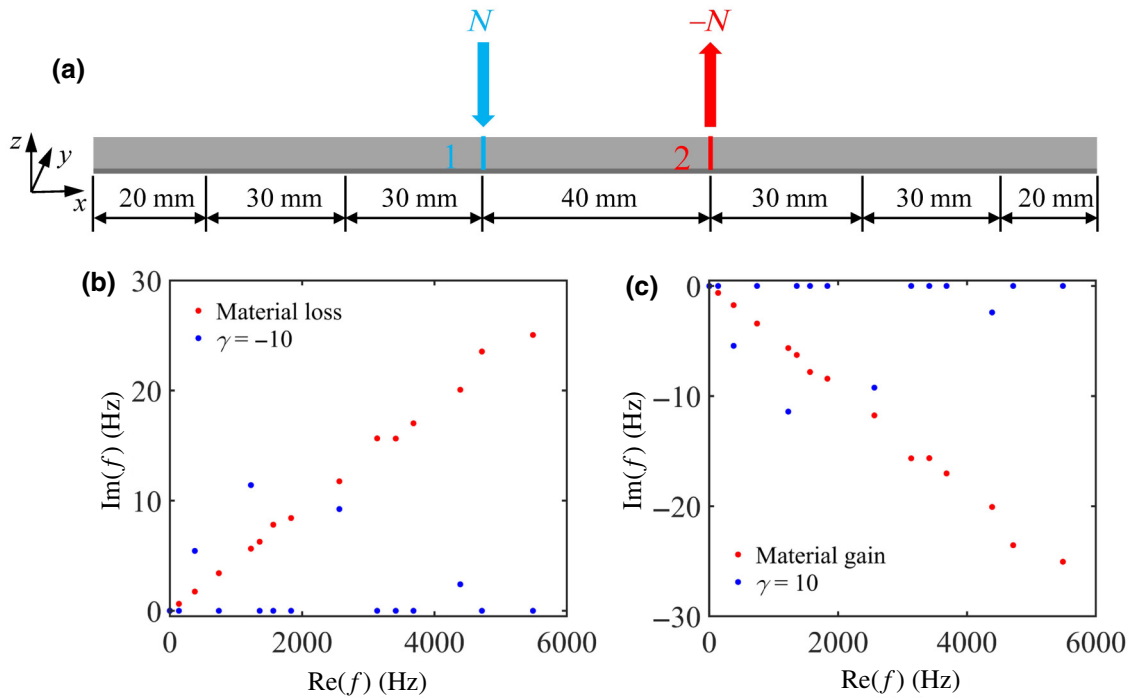 N –N
(a)
z y x
1 2
20 mm 30 mm 30 mm 40 mm 30 mm 30 mm 20 mm
(b)
30
20
10
0
Im(f) (Hz)
Material loss
γ = –10
0 2000 4000 6000
Re(f) (Hz)
(c)
0
−10
−20
−30
Im(f) (Hz)
Material gain
γ = 10
0 2000 4000 6000
Re(f) (Hz)